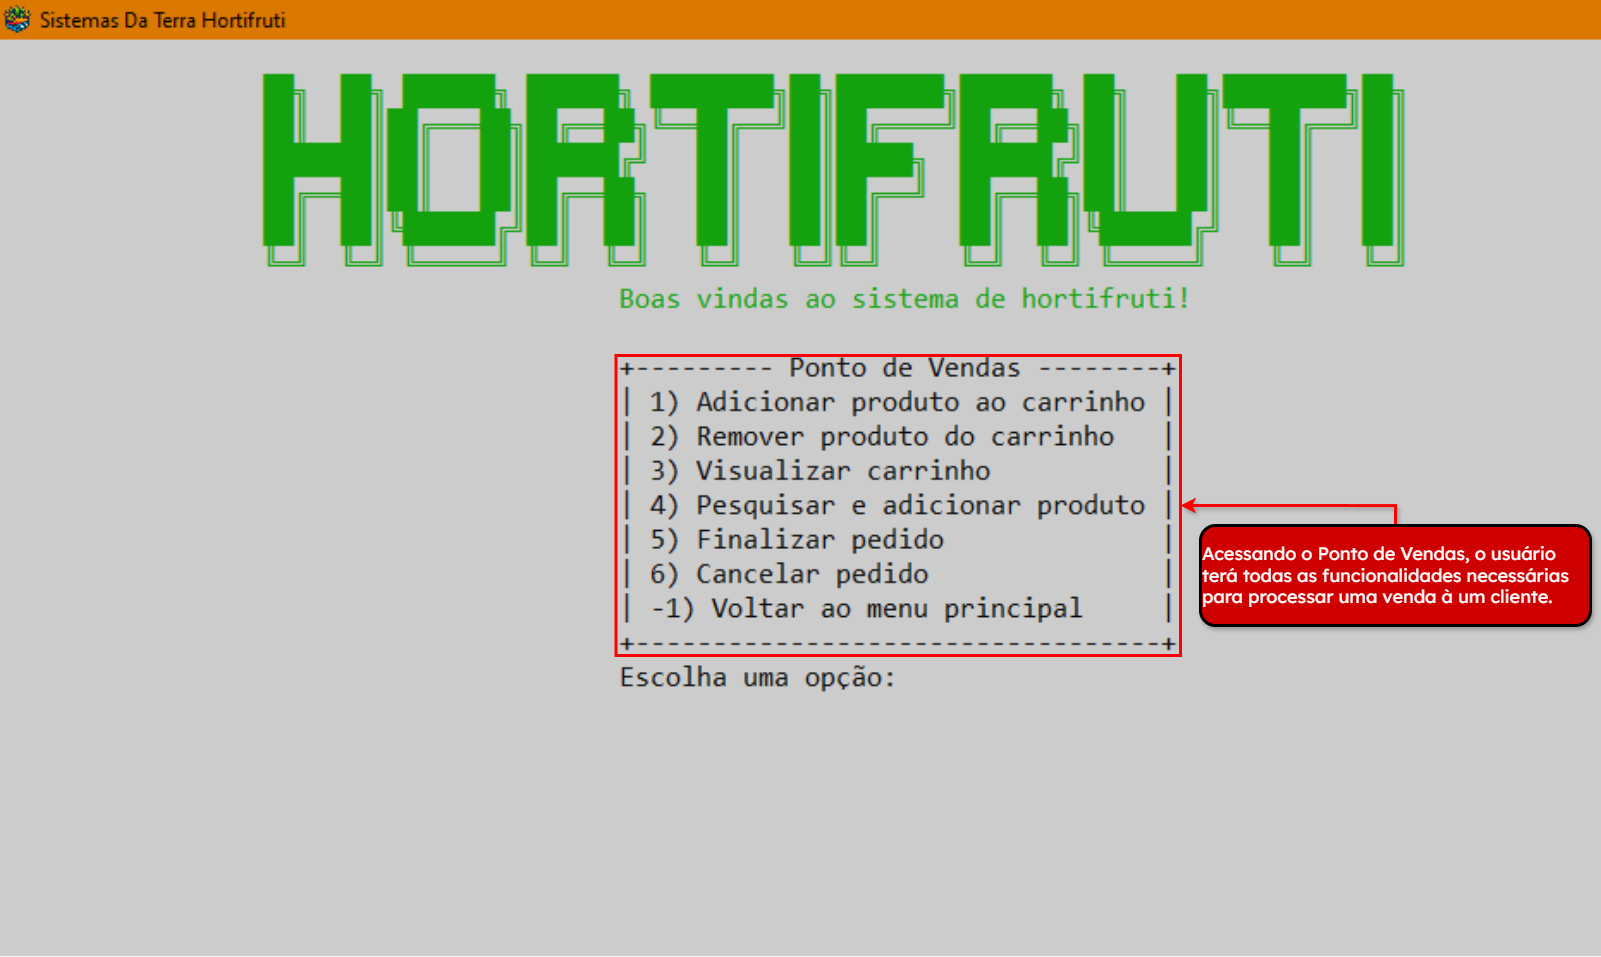 Sistemas Da Terra Hortifruti
HORTIFRUTI
Boas vindas ao sistema de hortifruti!
+--------- Ponto de Vendas --------+
| 1) Adicionar produto ao carrinho |
| 2) Remover produto do carrinho   |
| 3) Visualizar carrinho           |
| 4) Pesquisar e adicionar produto |
| 5) Finalizar pedido              |
| 6) Cancelar pedido               |
| -1) Voltar ao menu principal     |
+----------------------------------+
Escolha uma opção:
Acessando o Ponto de Vendas, o usuário
terá todas as funcionalidades necessárias
para processar uma venda à um cliente.